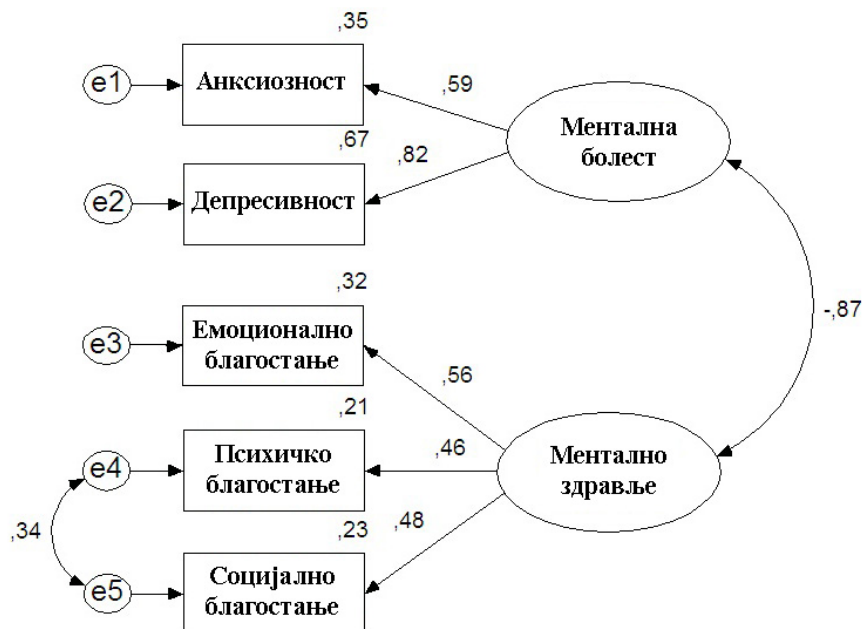 ,35
e1
Анксиозност
,59
Ментална
болест
,67
,82
e2
Депресивност
,32
-,87
e3
Емоционално
благостање
,56
,21
e4
Психичко
благостање
,46
Ментално
здравље
,34
,23
,48
e5
Социјално
благостање